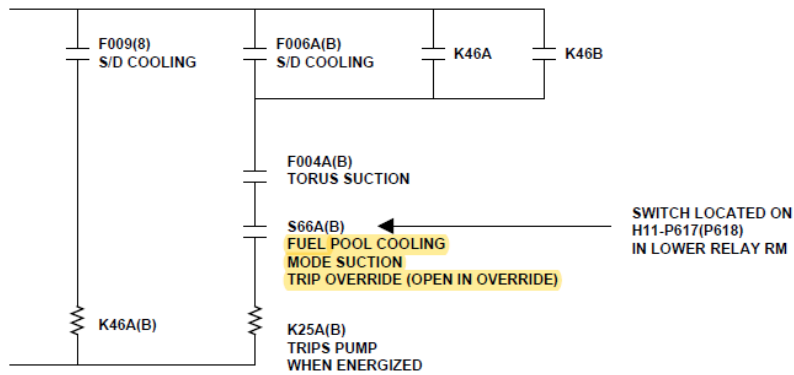 F009(8)
S/D COOLING
F006A(B)
S/D COOLING
K46A
K46B
F004A(B)
TORUS SUCTION
S66A(B)
FUEL POOL COOLING
MODE SUCTION
TRIP OVERRIDE (OPEN IN OVERRIDE)
SWITCH LOCATED ON
H11-P617(P618)
IN LOWER RELAY RM
K46A(B)
K25A(B)
TRIPS PUMP
WHEN ENERGIZED